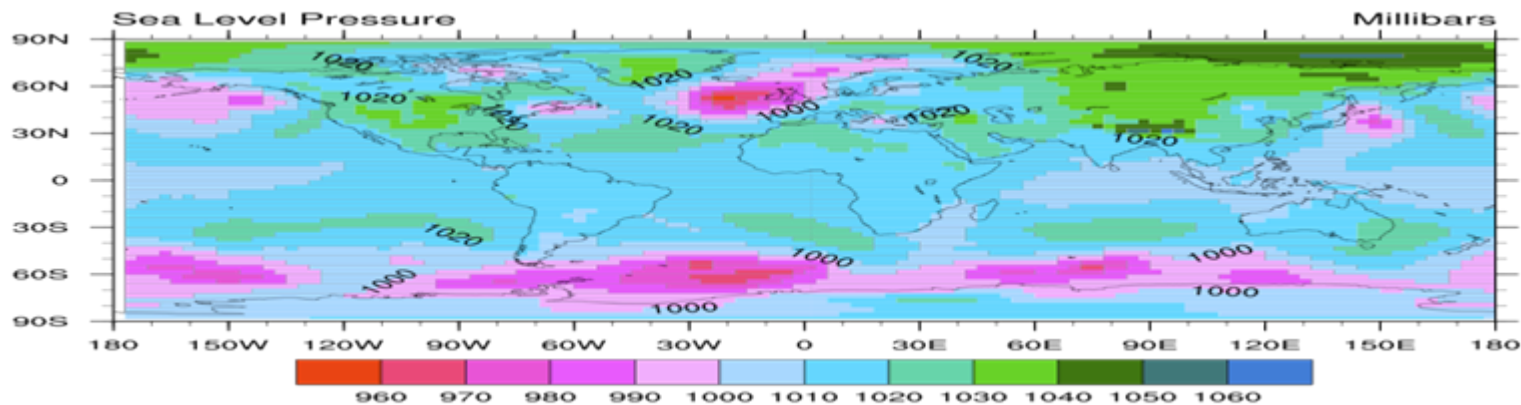 Sea Level Pressure Millibars
90N
1020 1020
60N 1020
1020 1000 1020
30N 1020 1020
0
30S 1020
1000 1000
60S 1000 1000
1000
90S
180 150W 120W 90W 60W 30W 0 30E 60E 90E 120E 150E 180
960 970 980 990 1000 1010 1020 1030 1040 1050 1060